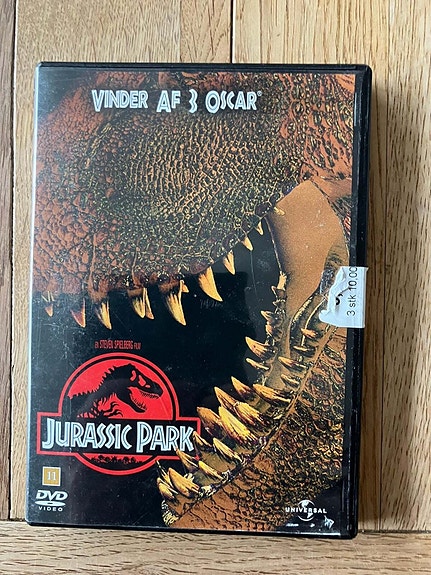 VINDER AF 3 OSCAR®
3 stk 10,00
EN STEVEN SPIELBERG FILM
JURASSIC PARK
11
DVD
VIDEO
UNIVERSAL